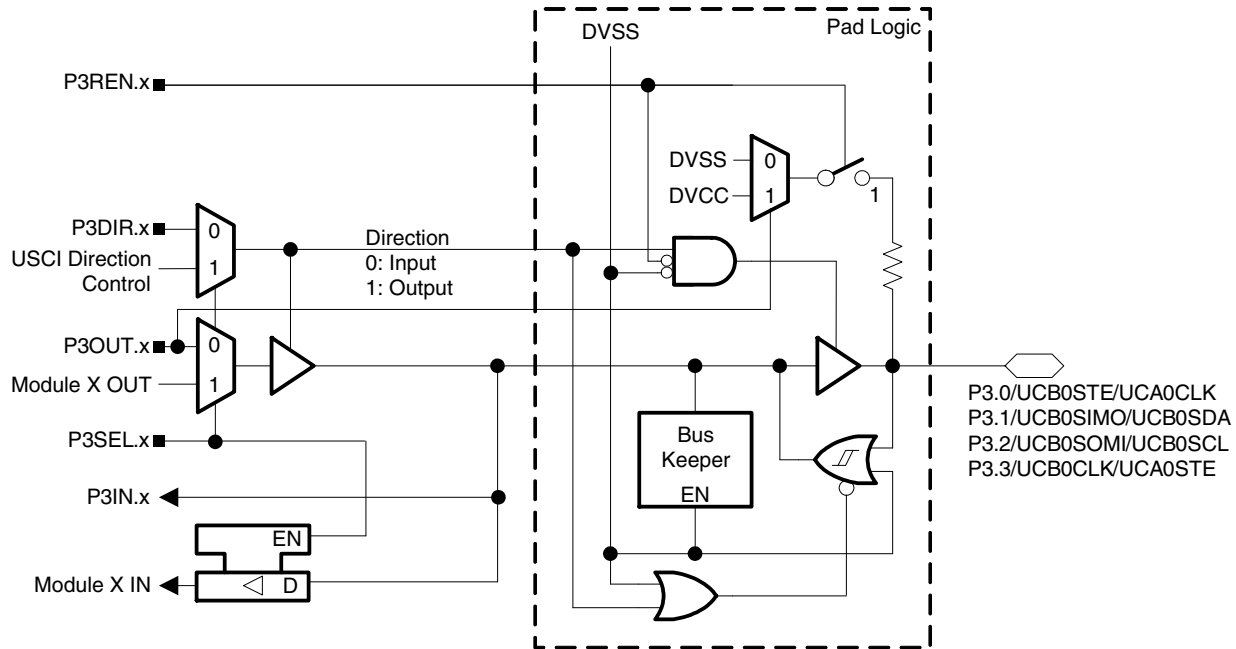 Pad Logic
DVSS
P3REN.x
DVSS
0
DVCC
1
1
P3DIR.x
0
USCI Direction
Control
1
Direction
0: Input
1: Output
P3OUT.x
0
Module X OUT
1
P3SEL.x
P3IN.x
EN
Module X IN
D
Bus
Keeper
EN
P3.0/UCB0STE/UCA0CLK
P3.1/UCB0SIMO/UCB0SDA
P3.2/UCB0SOMI/UCB0SCL
P3.3/UCB0CLK/UCA0STE